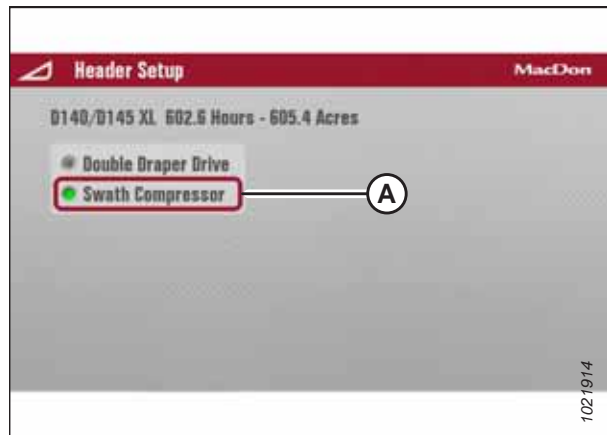 Header Setup MacDon
D140/D145 XL 602.6 Hours - 605.4 Acres
Double Draper Drive
Swath Compressor
A
1021914